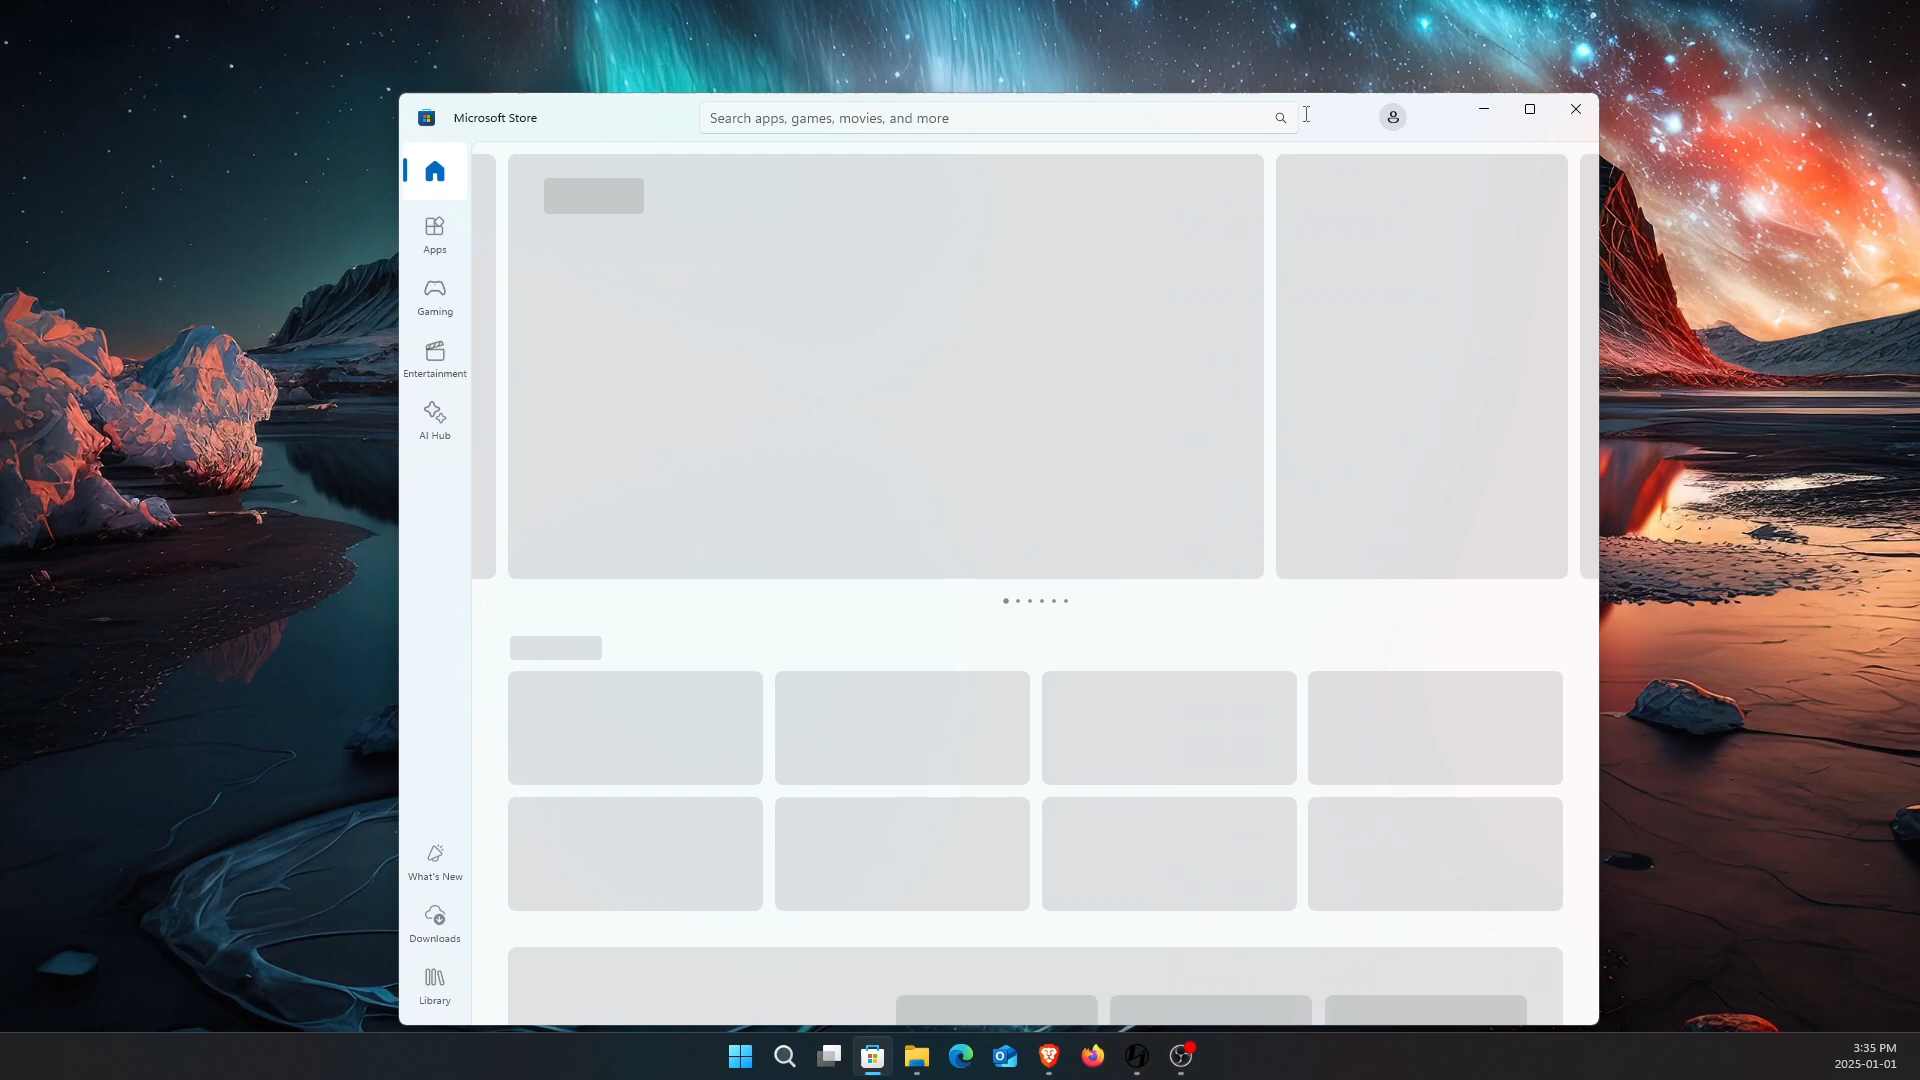 Microsoft Store
Search apps, games, movies, and more
Apps
Gaming
Entertainment
AI Hub
What's New
Downloads
Library
3:35 PM
2025-01-01